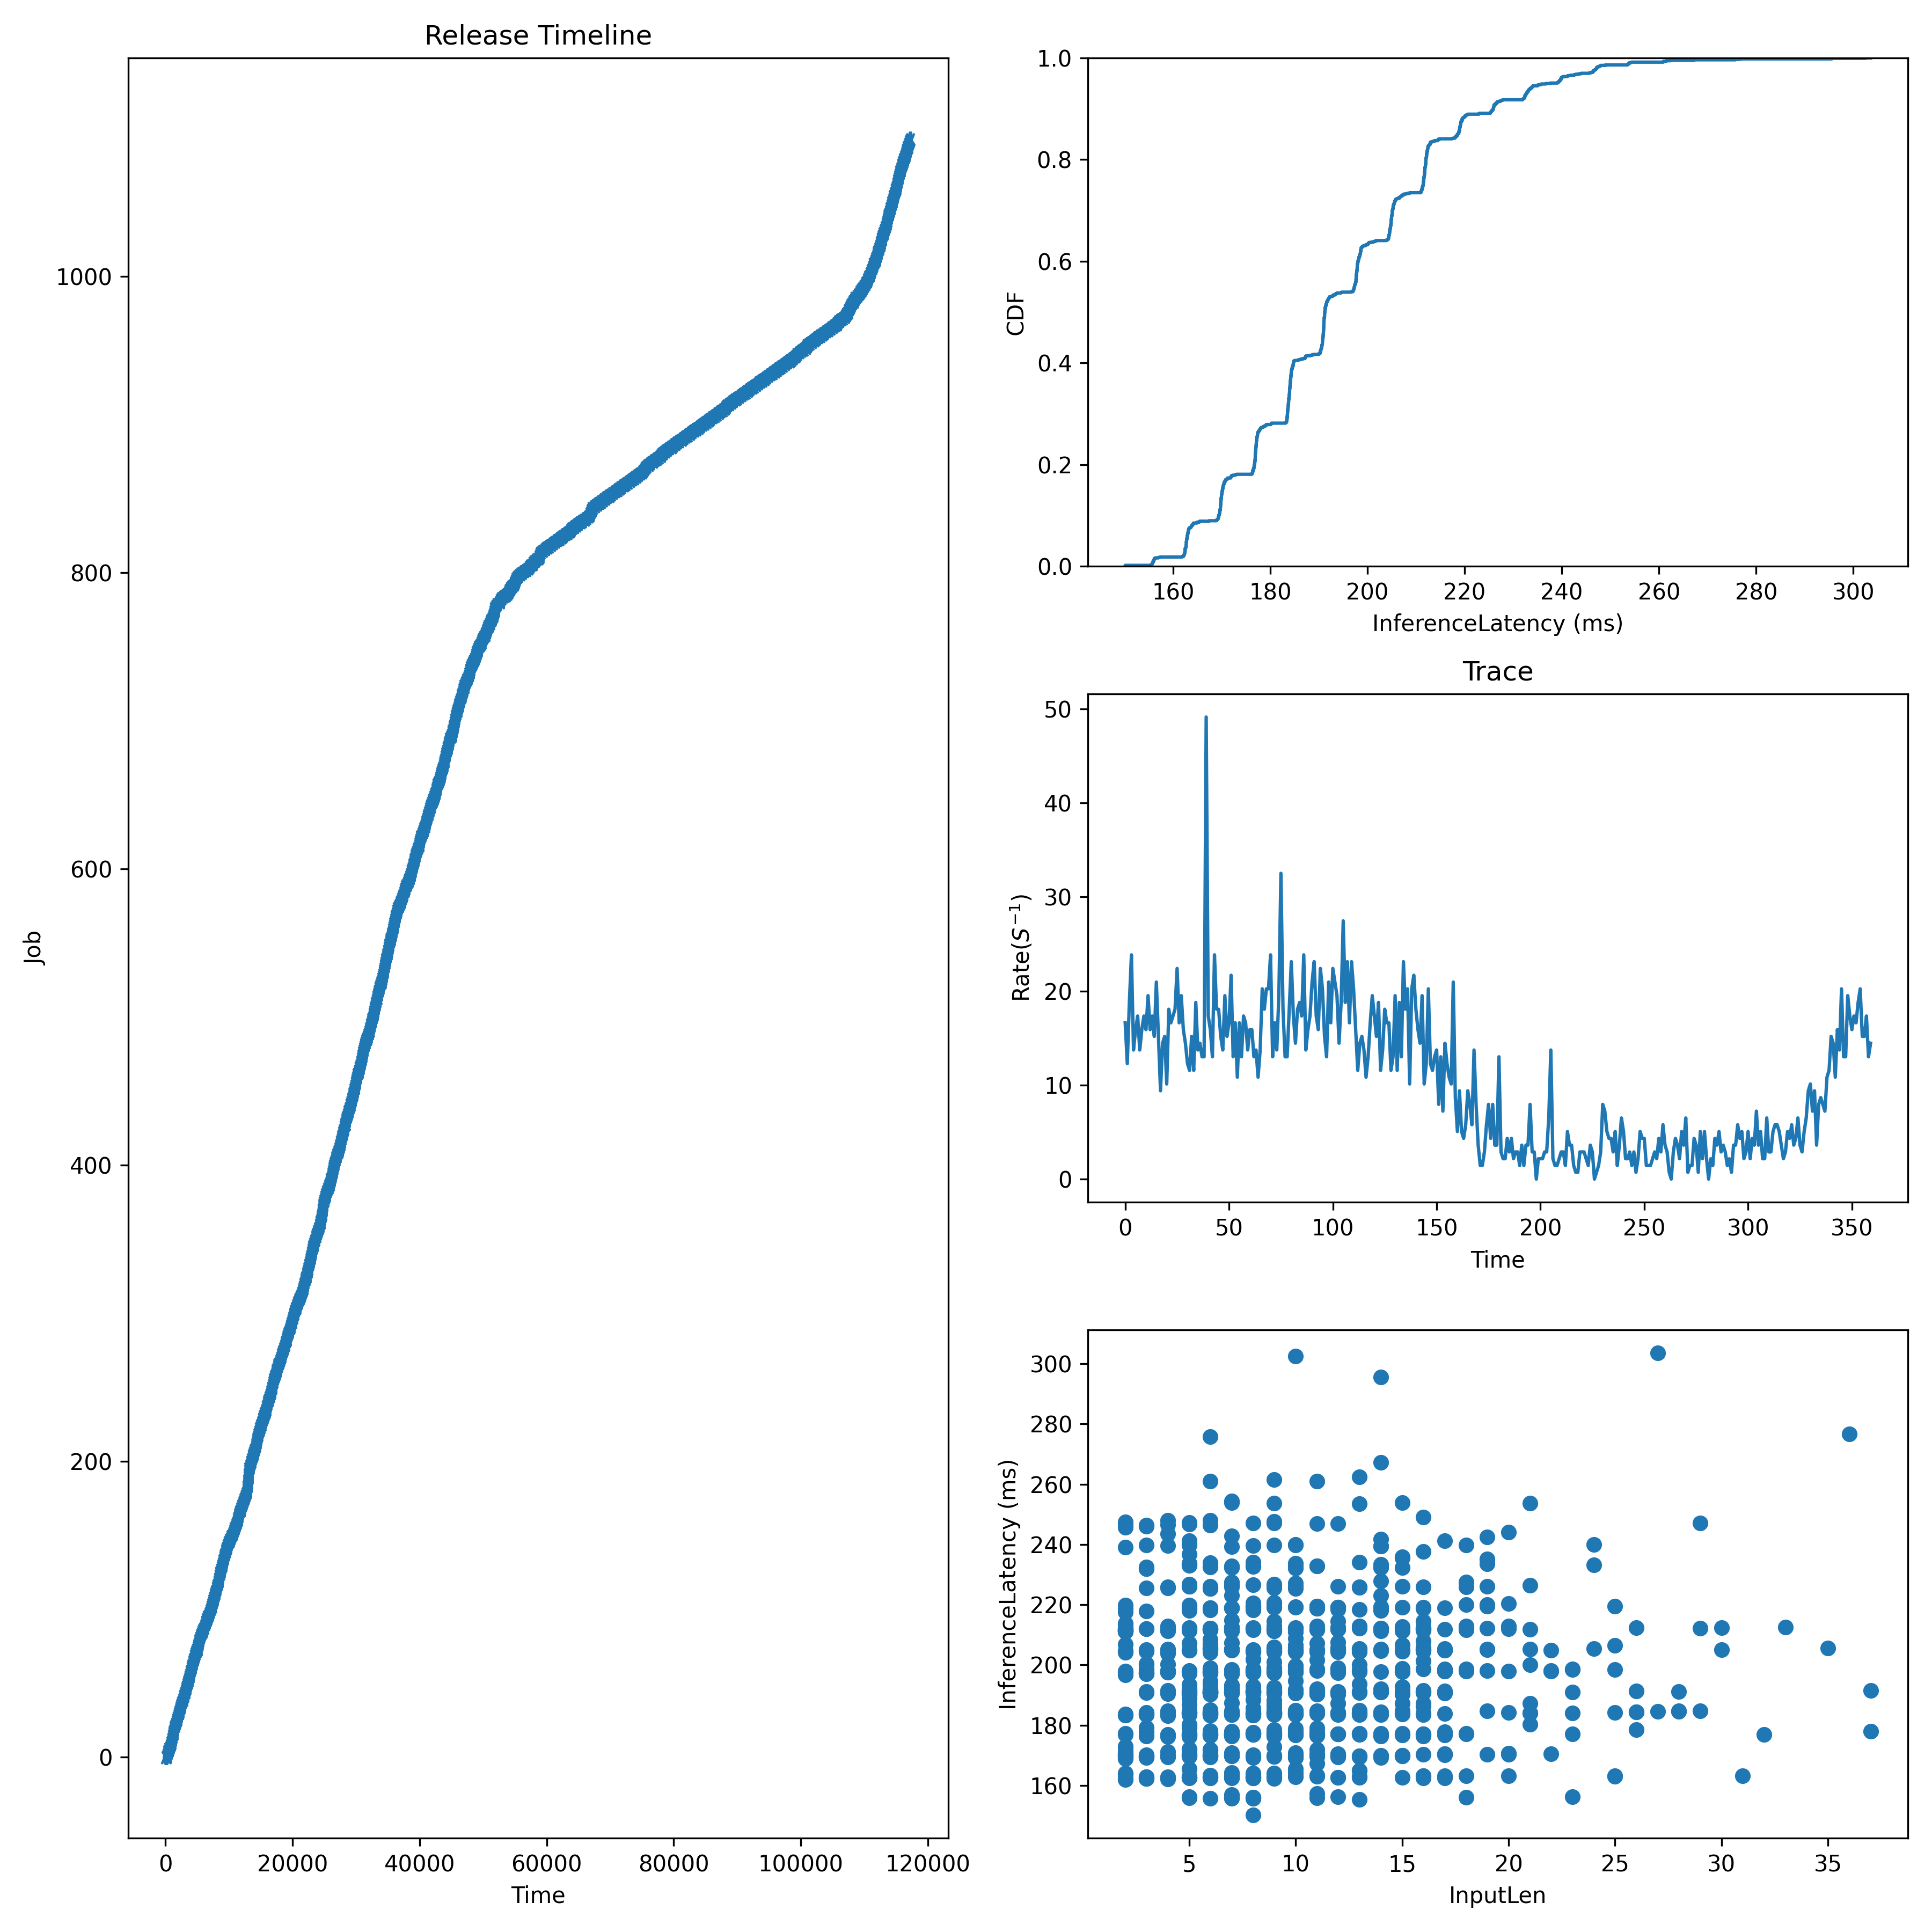 Release Timeline
Job
1000
800
600
400
200
0
0 20000 40000 60000 80000 100000 120000
Time
CDF
1.0
0.8
0.6
0.4
0.2
0.0
160 180 200 220 240 260 280 300
InferenceLatency (ms)
Trace
Rate(S⁻¹)
50
40
30
20
10
0
0 50 100 150 200 250 300 350
Time
InferenceLatency (ms)
300
280
260
240
220
200
180
160
5 10 15 20 25 30 35
InputLen